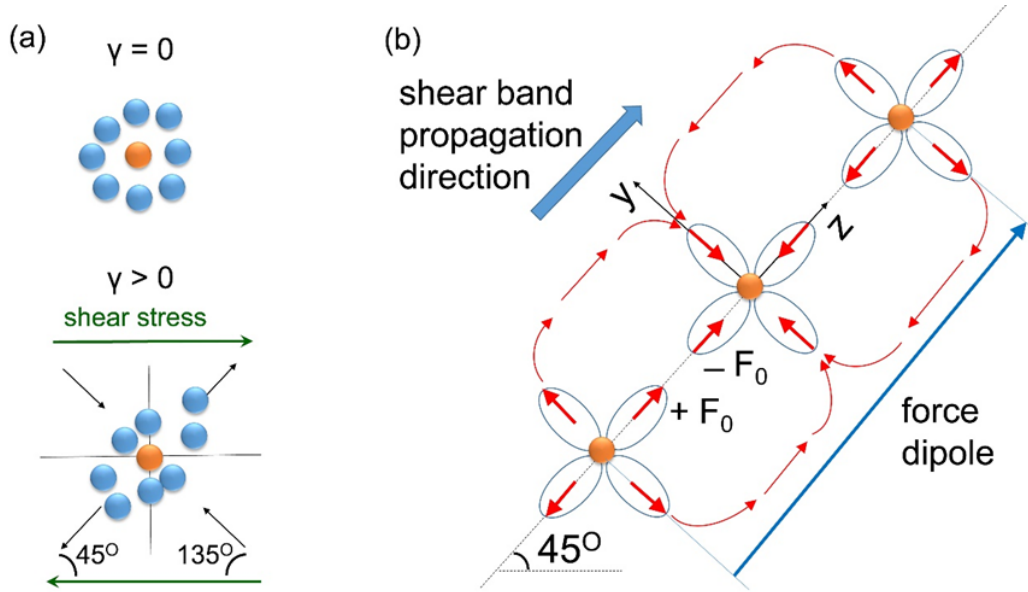 (a)
γ = 0
γ > 0
shear stress
45O
135O
(b)
shear band
propagation
direction
y
z
– F0
+ F0
force
dipole
45O